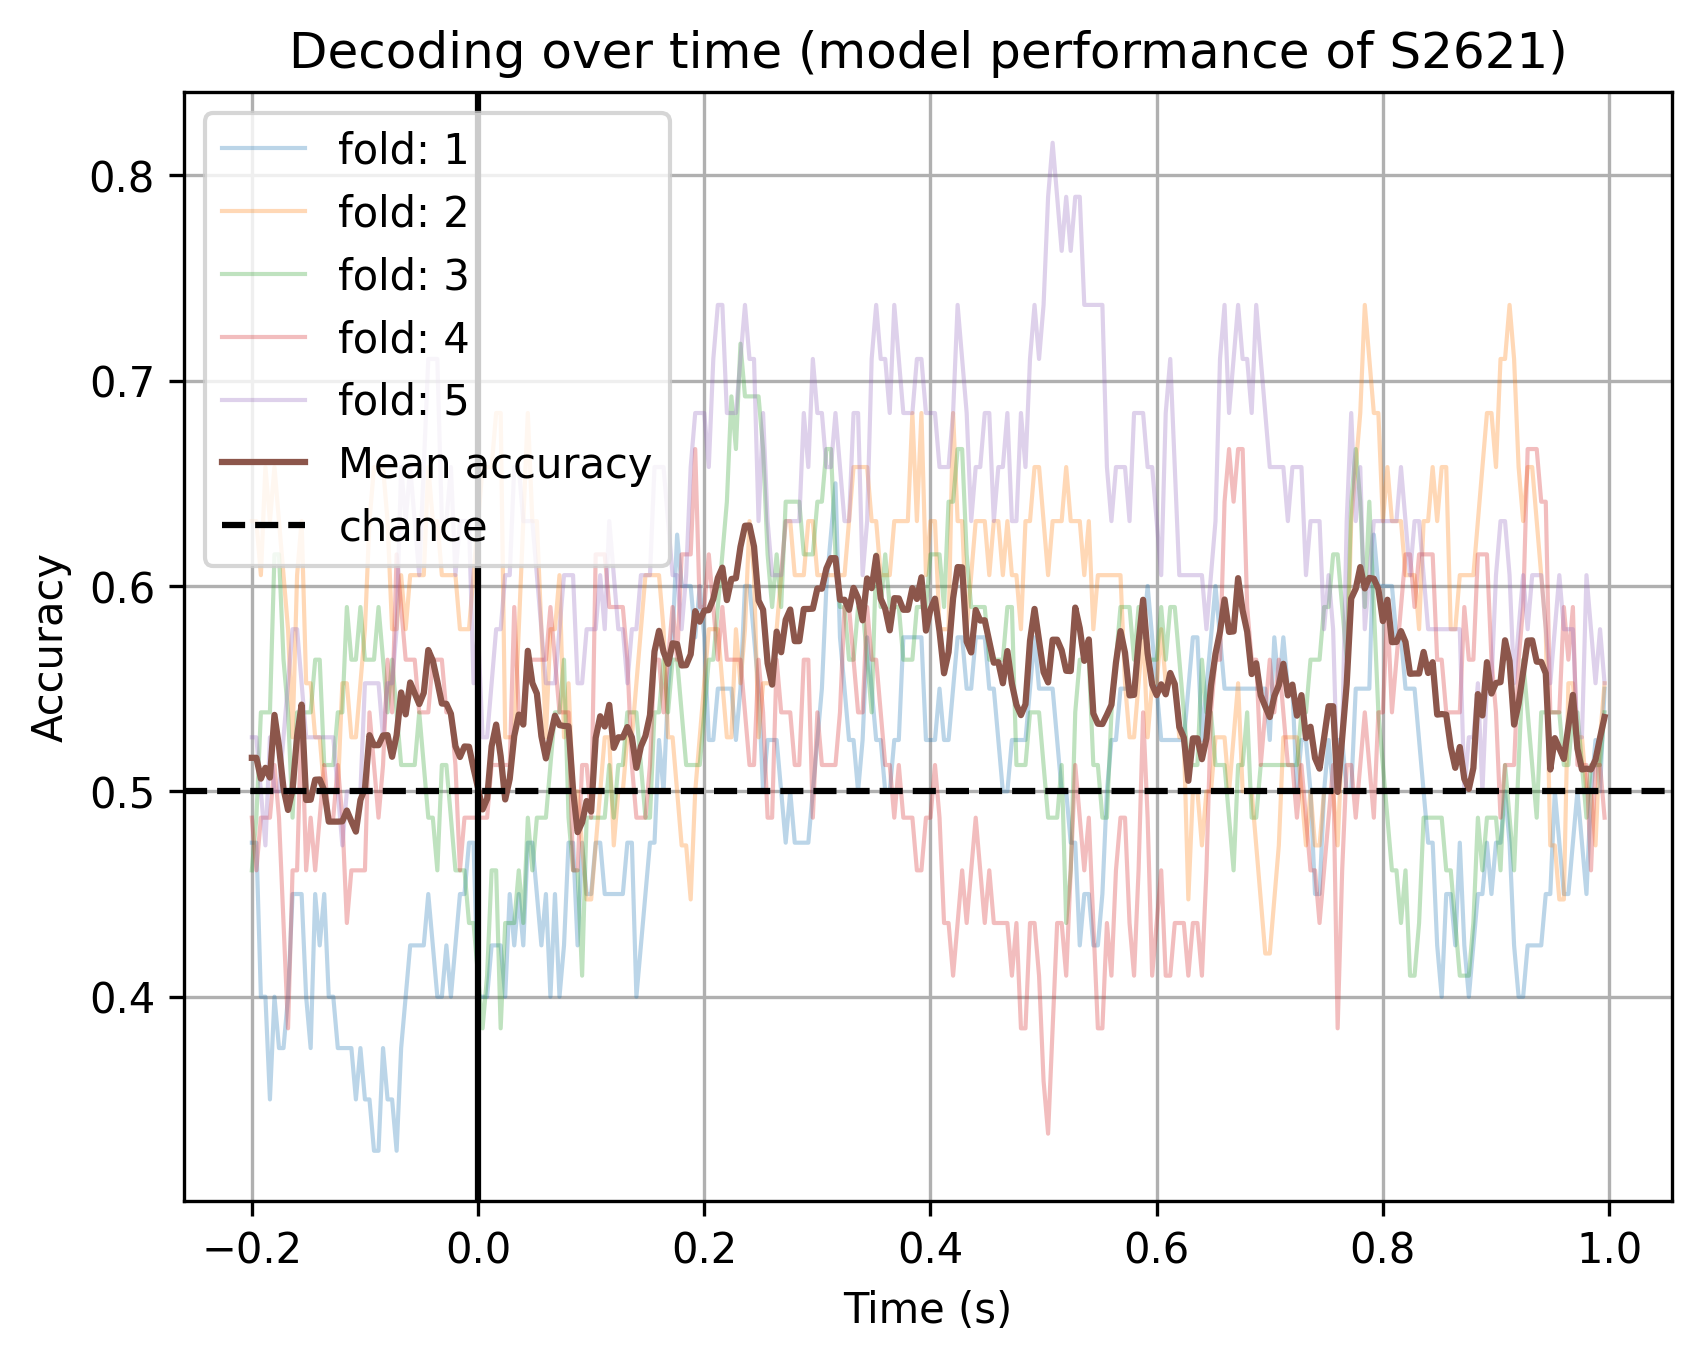 Decoding over time (model performance of S2621)
fold: 1
fold: 2
fold: 3
fold: 4
fold: 5
Mean accuracy
chance
Accuracy
0.8
0.7
0.6
0.5
0.4
−0.2 0.0 0.2 0.4 0.6 0.8 1.0
Time (s)